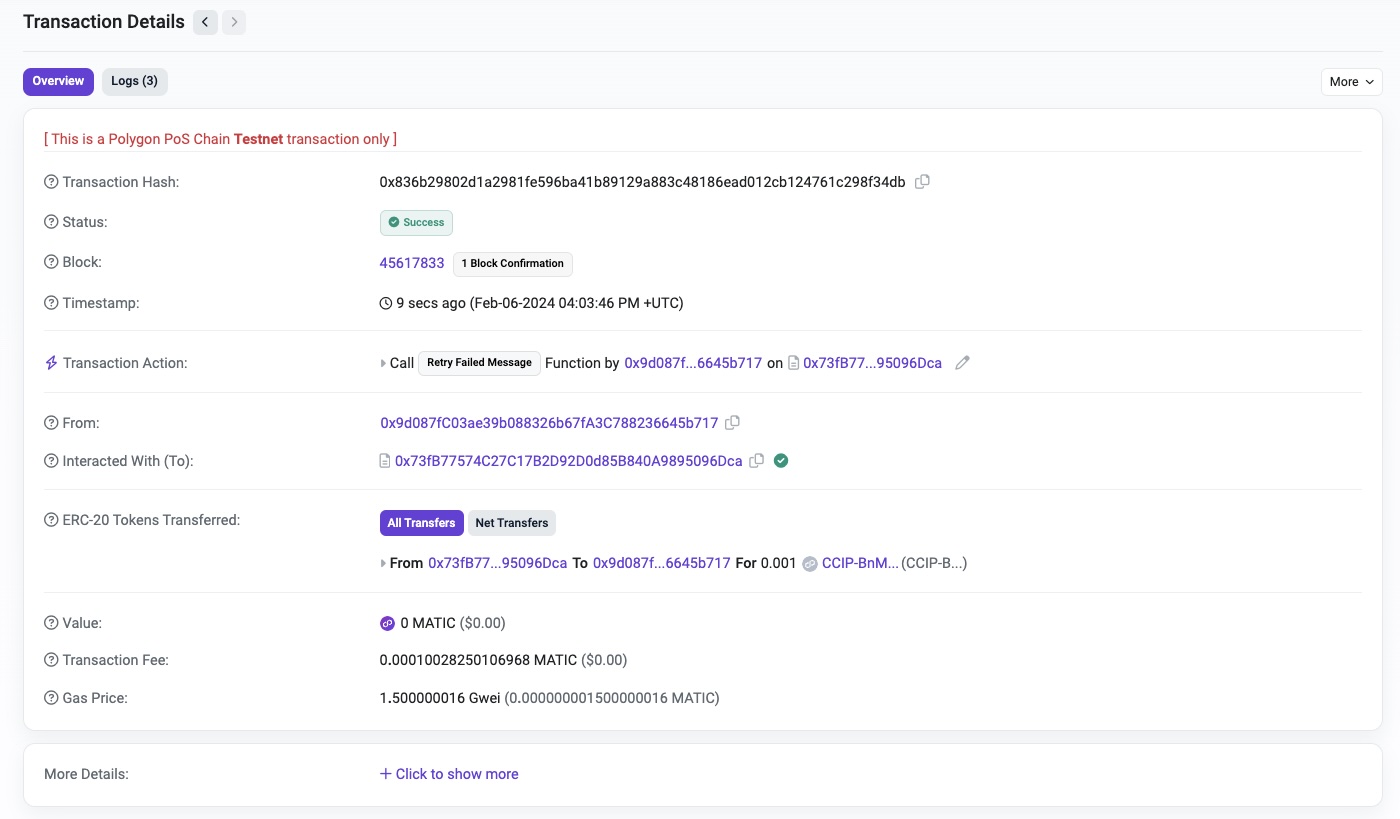 Transaction Details
Overview Logs (3) More
[ This is a Polygon PoS Chain Testnet transaction only ]
Transaction Hash: 0x836b29802d1a2981fe596ba41b89129a883c48186ead012cb124761c298f34db
Status: Success
Block: 45617833 1 Block Confirmation
Timestamp: 9 secs ago (Feb-06-2024 04:03:46 PM +UTC)
Transaction Action: Call Retry Failed Message Function by 0x9d087f...6645b717 on 0x73fB77...95096Dca
From: 0x9d087fC03ae39b088326b67fA3C788236645b717
Interacted With (To): 0x73fB77574C27C17B2D92D0d85B840A9895096Dca
ERC-20 Tokens Transferred: All Transfers Net Transfers
From 0x73fB77...95096Dca To 0x9d087f...6645b717 For 0.001 CCIP-BnM... (CCIP-B...)
Value: 0 MATIC ($0.00)
Transaction Fee: 0.00010028250106968 MATIC ($0.00)
Gas Price: 1.500000016 Gwei (0.000000001500000016 MATIC)
More Details: + Click to show more